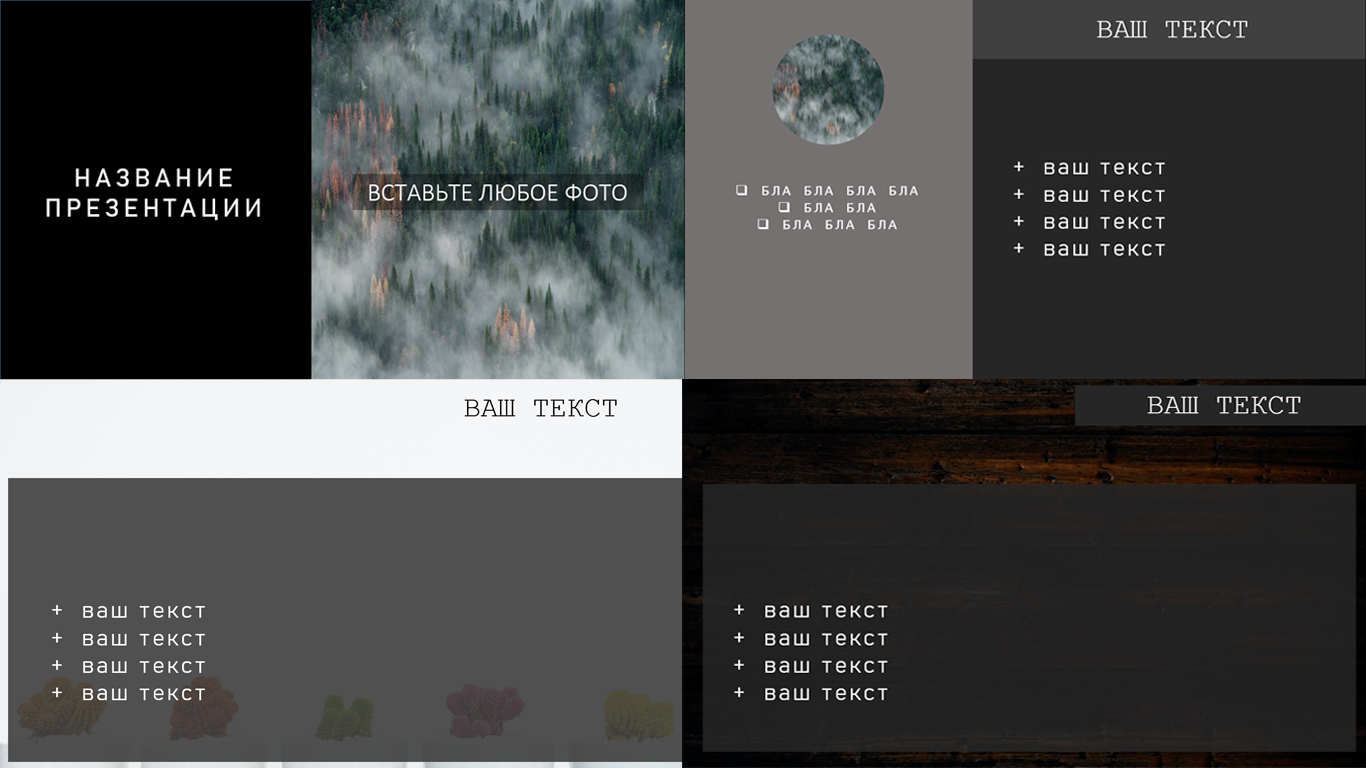 НАЗВАНИЕ
ПРЕЗЕНТАЦИИ
ВСТАВЬТЕ ЛЮБОЕ ФОТО
❑ БЛА БЛА БЛА БЛА
❑ БЛА БЛА
❑ БЛА БЛА БЛА
ВАШ ТЕКСТ
+ ваш текст
+ ваш текст
+ ваш текст
+ ваш текст
ВАШ ТЕКСТ
+ ваш текст
+ ваш текст
+ ваш текст
+ ваш текст
ВАШ ТЕКСТ
+ ваш текст
+ ваш текст
+ ваш текст
+ ваш текст